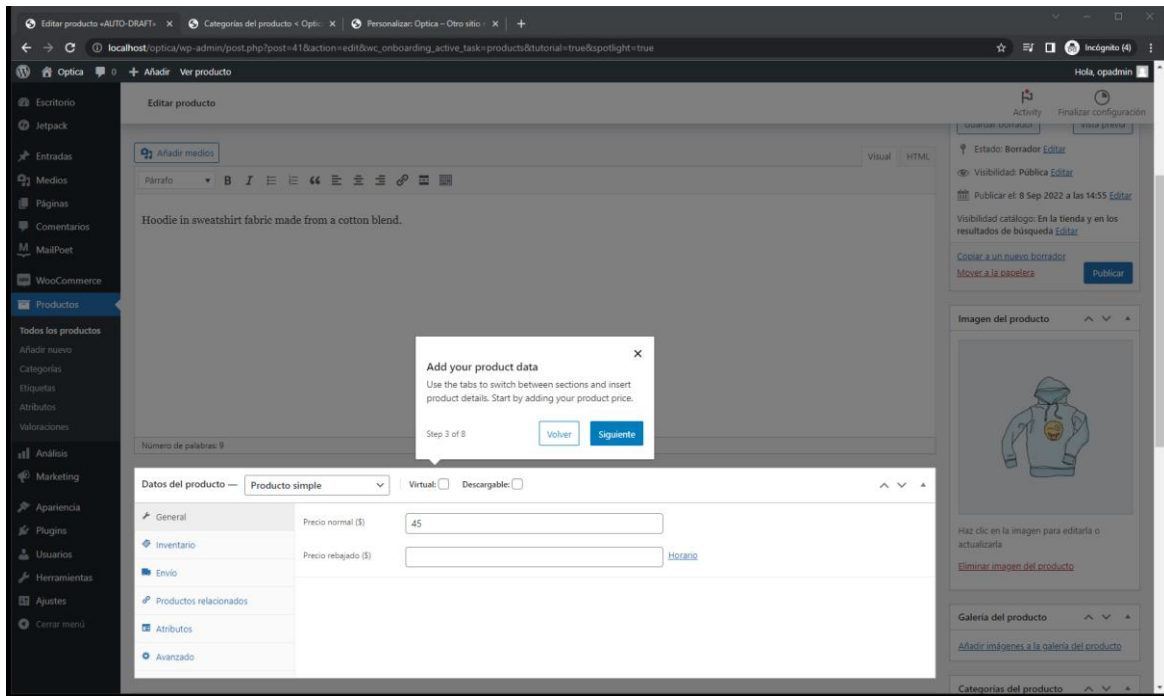 Editar producto «AUTO-DRAFT»
Categorías del producto < Optic
Personalizar: Optica – Otro sitio
localhost/optica/wp-admin/post.php?post=41&action=edit&wc_onboarding_active_task=products&tutorial=true&spotlight=true
Incógnito (4)
Optica 0 + Añadir Ver producto
Hola, opadmin
Escritorio
Jetpack
Entradas
Medios
Páginas
Comentarios
MailPoet
WooCommerce
Productos
Todos los productos
Añadir nuevo
Categorías
Etiquetas
Atributos
Valoraciones
Análisis
Marketing
Apariencia
Plugins
Usuarios
Herramientas
Ajustes
Cerrar menú
Editar producto
Activity
Finalizar configuración
Añadir medios
Visual HTML
Párrafo
Hoodie in sweatshirt fabric made from a cotton blend.
Número de palabras: 9
Add your product data
Use the tabs to switch between sections and insert
product details. Start by adding your product price.
Step 3 of 8
Volver
Siguiente
Datos del producto — Producto simple Virtual: Descargable:
General
Inventario
Envío
Productos relacionados
Atributos
Avanzado
Precio normal ($) 45
Precio rebajado ($) Horario
Guardar borrador Vista previa
Estado: Borrador Editar
Visibilidad: Pública Editar
Publicar el: 8 Sep 2022 a las 14:55 Editar
Visibilidad catálogo: En la tienda y en los
resultados de búsqueda Editar
Copiar a un nuevo borrador
Mover a la papelera Publicar
Imagen del producto
Haz clic en la imagen para editarla o
actualizarla
Eliminar imagen del producto
Galería del producto
Añadir imágenes a la galería del producto
Categorías del producto